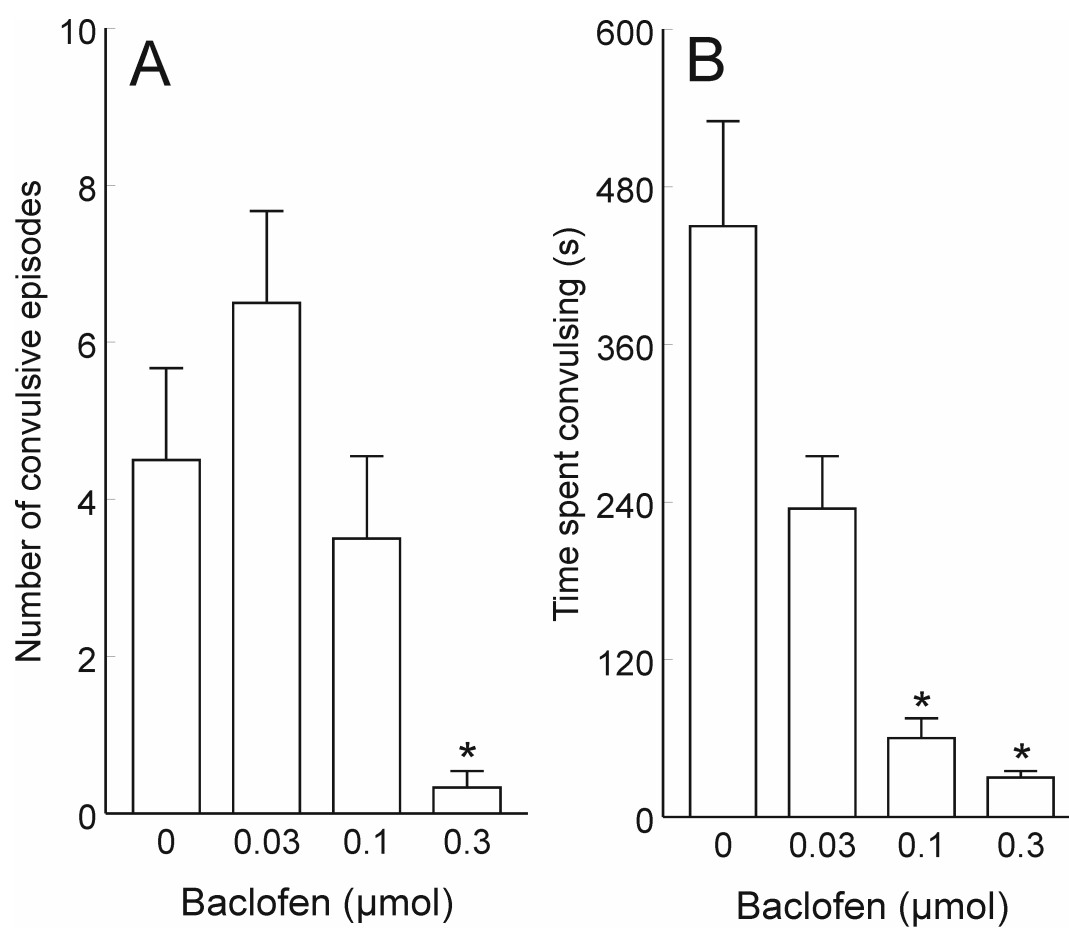 A
Number of convulsive episodes
10
8
6
4
2
0
*
0 0.03 0.1 0.3
Baclofen (µmol)
B
Time spent convulsing (s)
600
480
360
240
120
0
*
*
0 0.03 0.1 0.3
Baclofen (µmol)